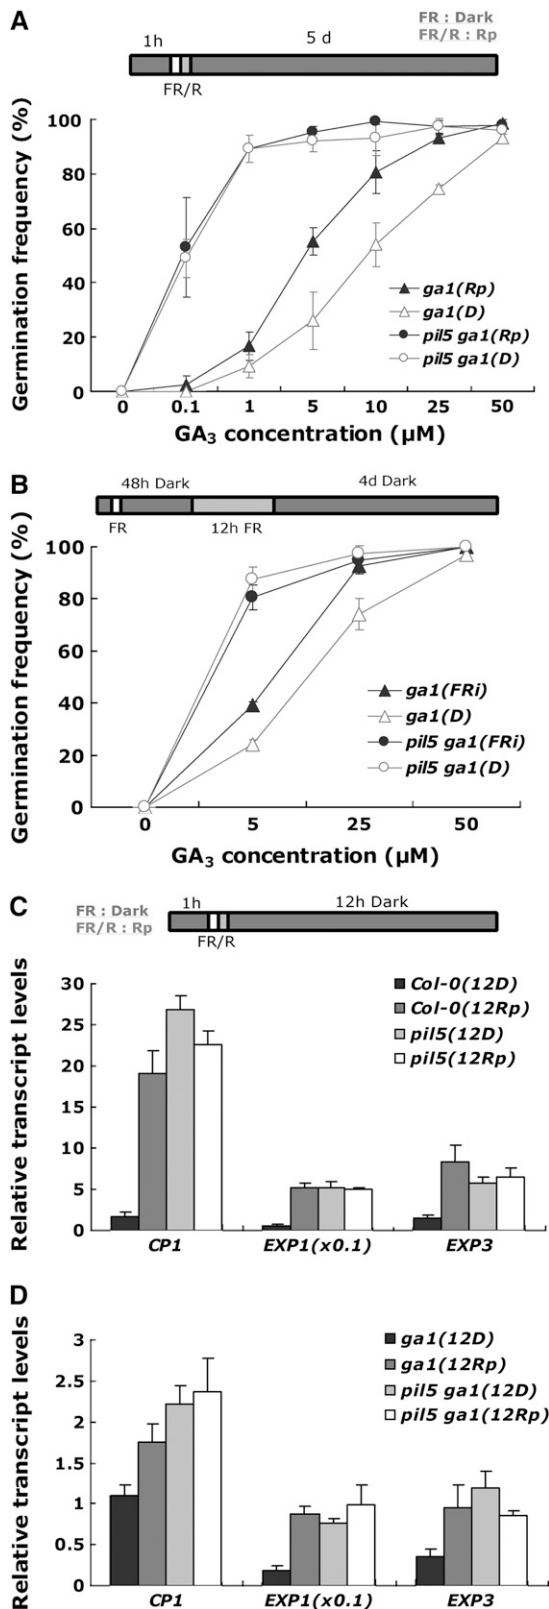 A
FR : Dark
FR/R : Rp
1h 5 d
FR/R
Germination frequency (%)
100
80
60
40
20
0
ga1(Rp)
ga1(D)
pil5 ga1(Rp)
pil5 ga1(D)
0 0.1 1 5 10 25 50
GA3 concentration (µM)
B
48h Dark 4d Dark
FR 12h FR
Germination frequency (%)
100
80
60
40
20
0
ga1(FRi)
ga1(D)
pil5 ga1(FRi)
pil5 ga1(D)
0 5 25 50
GA3 concentration (µM)
C
FR : Dark
FR/R : Rp
1h 12h Dark
FR/R
Relative transcript levels
30
25
20
15
10
5
0
Col-0(12D)
Col-0(12Rp)
pil5(12D)
pil5(12Rp)
CP1 EXP1(x0.1) EXP3
D
Relative transcript levels
3
2.5
2
1.5
1
0.5
0
ga1(12D)
ga1(12Rp)
pil5 ga1(12D)
pil5 ga1(12Rp)
CP1 EXP1(x0.1) EXP3